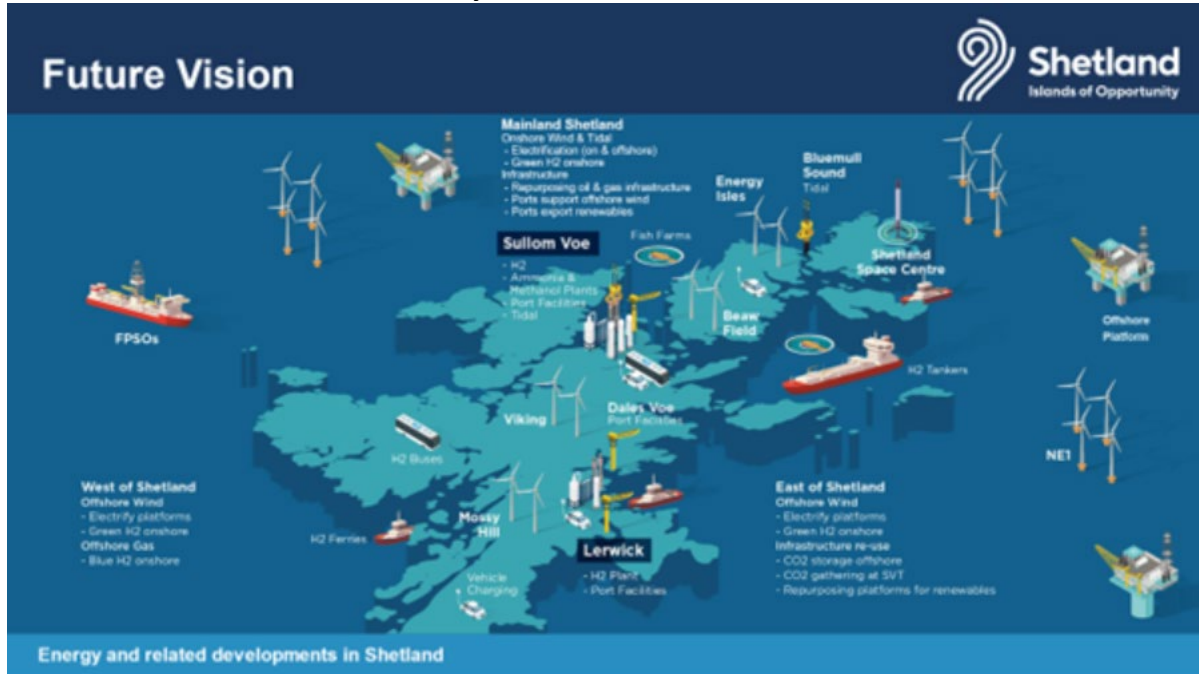 Future Vision
Shetland
Islands of Opportunity
Mainland Shetland
Onshore Wind & Tidal
- Electrification (on & offshore)
- Green H2 onshore
Infrastructure
- Repurposing oil & gas infrastructure
- Ports support offshore wind
- Ports export renewables
Bluemull
Sound
Tidal
Energy
Isles
Sullom Voe
- H2
- Ammonia &
Methanol Plants
- Port Facilities
- Tidal
Fish Farms
Shetland
Space Centre
Beaw
Field
FPSOs
Offshore
Platform
H2 Tankers
Viking
Dales Voe
Port Facilities
H2 Buses
NE1
West of Shetland
Offshore Wind
- Electrify platforms
- Green H2 onshore
Offshore Gas
- Blue H2 onshore
H2 Ferries
Mossy
Hill
Lerwick
- H2 Plant
- Port Facilities
Vehicle
Charging
East of Shetland
Offshore Wind
- Electrify platforms
- Green H2 onshore
Infrastructure re-use
- CO2 storage offshore
- CO2 gathering at SVT
- Repurposing platforms for renewables
Energy and related developments in Shetland